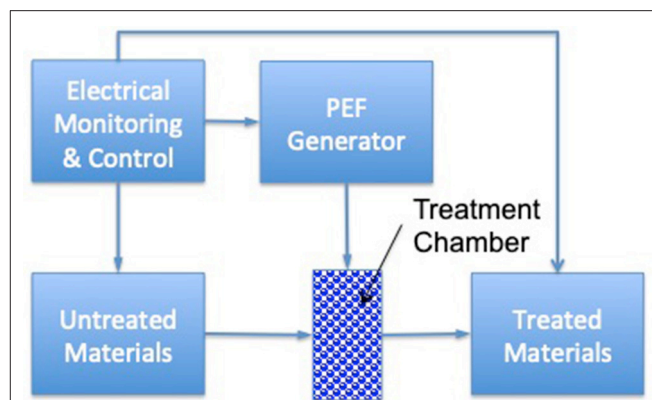 Electrical
Monitoring
& Control
PEF
Generator
Treatment
Chamber
Untreated
Materials
Treated
Materials